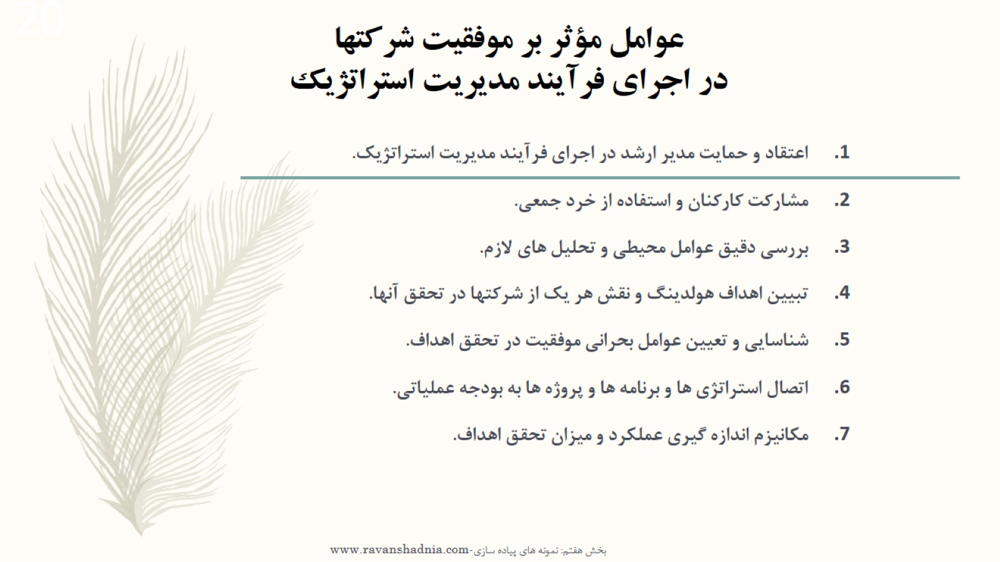 20
عوامل مؤثر بر موفقیت شرکتها
در اجرای فرآیند مدیریت استراتژیک
1. اعتقاد و حمایت مدیر ارشد در اجرای فرآیند مدیریت استراتژیک.
2. مشارکت کارکنان و استفاده از خرد جمعی.
3. بررسی دقیق عوامل محیطی و تحلیل های لازم.
4. تبیین اهداف هولدینگ و نقش هر یک از شرکتها در تحقق آنها.
5. شناسایی و تعیین عوامل بحرانی موفقیت در تحقق اهداف.
6. اتصال استراتژی ها و برنامه ها و پروژه ها به بودجه عملیاتی.
7. مکانیزم اندازه گیری عملکرد و میزان تحقق اهداف.
بخش هفتم: نمونه های پیاده سازی-www.ravanshadnia.com